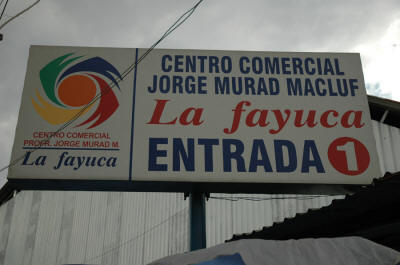 CENTRO COMERCIAL
JORGE MURAD MACLUF
La fayuca
ENTRADA 1
CENTRO COMERCIAL
PROFR. JORGE MURAD M.
La fayuca